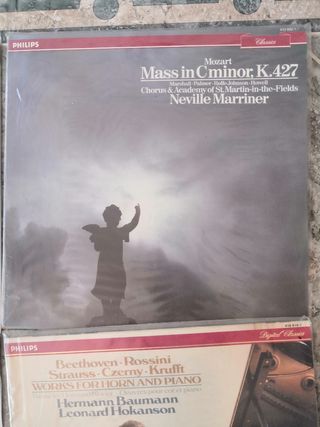 PHILIPS
Classics
Mozart
Mass in C minor, K.427
Marshall·Palmer·Rolfe-Johnson·Howell
Chorus & Academy of St. Martin-in-the-Fields
Neville Marriner
PHILIPS
Digital Classics
Beethoven·Rossini
Strauss·Czerny·Krufft
WORKS FOR HORN AND PIANO
Hermann Baumann
Leonard Hokanson